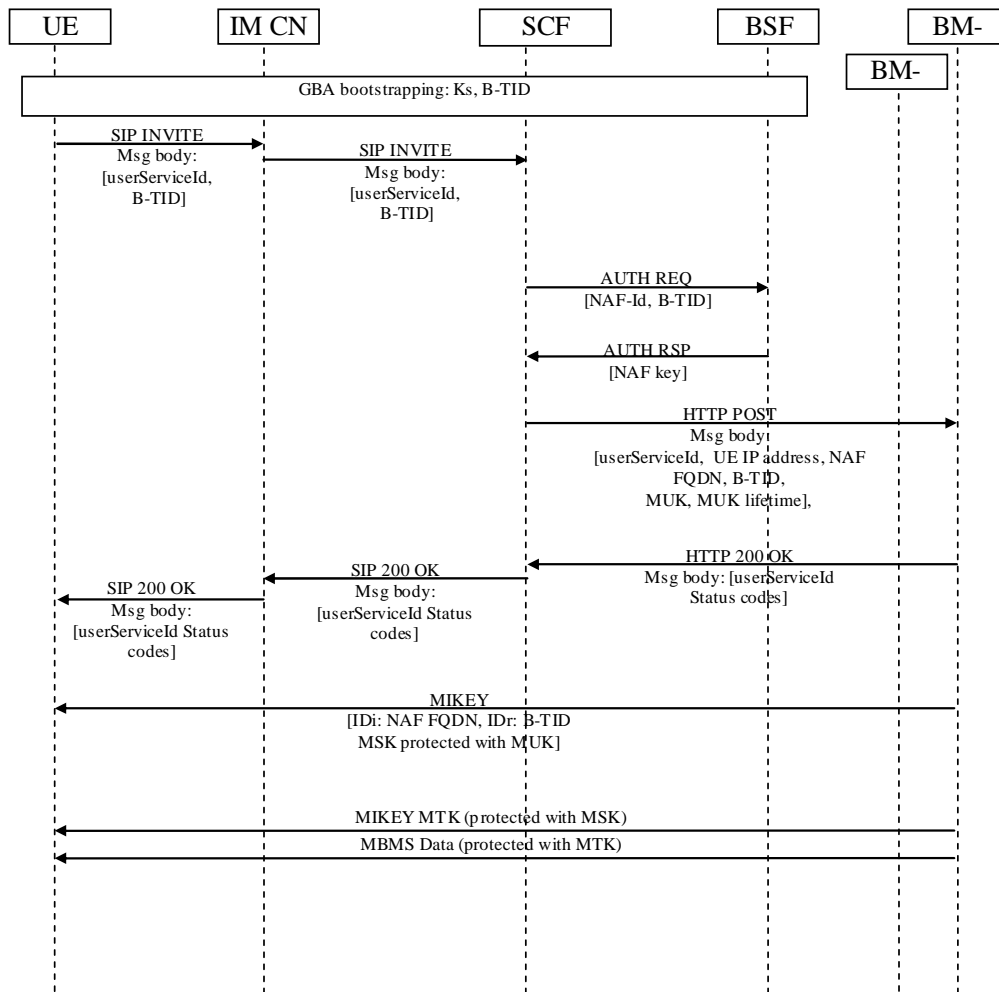 UE
IM CN
SCF
BSF
BM-
BM-
GBA bootstrapping: Ks, B-TID
SIP INVITE
Msg body:
[userServiceId,
B-TID]
SIP INVITE
Msg body:
[userServiceId,
B-TID]
AUTH REQ
[NAF-Id, B-TID]
AUTH RSP
[NAF key]
HTTP POST
Msg body
[userServiceId, UE IP address, NAF
FQDN, B-TID,
MUK, MUK lifetime],
HTTP 200 OK
Msg body: [userServiceId
Status codes]
SIP 200 OK
Msg body:
[userServiceId Status
codes]
SIP 200 OK
Msg body:
[userServiceId Status
codes]
MIKEY
[IDi: NAF FQDN, IDr: B-TID
MSK protected with MUK]
MIKEY MTK (protected with MSK)
MBMS Data (protected with MTK)